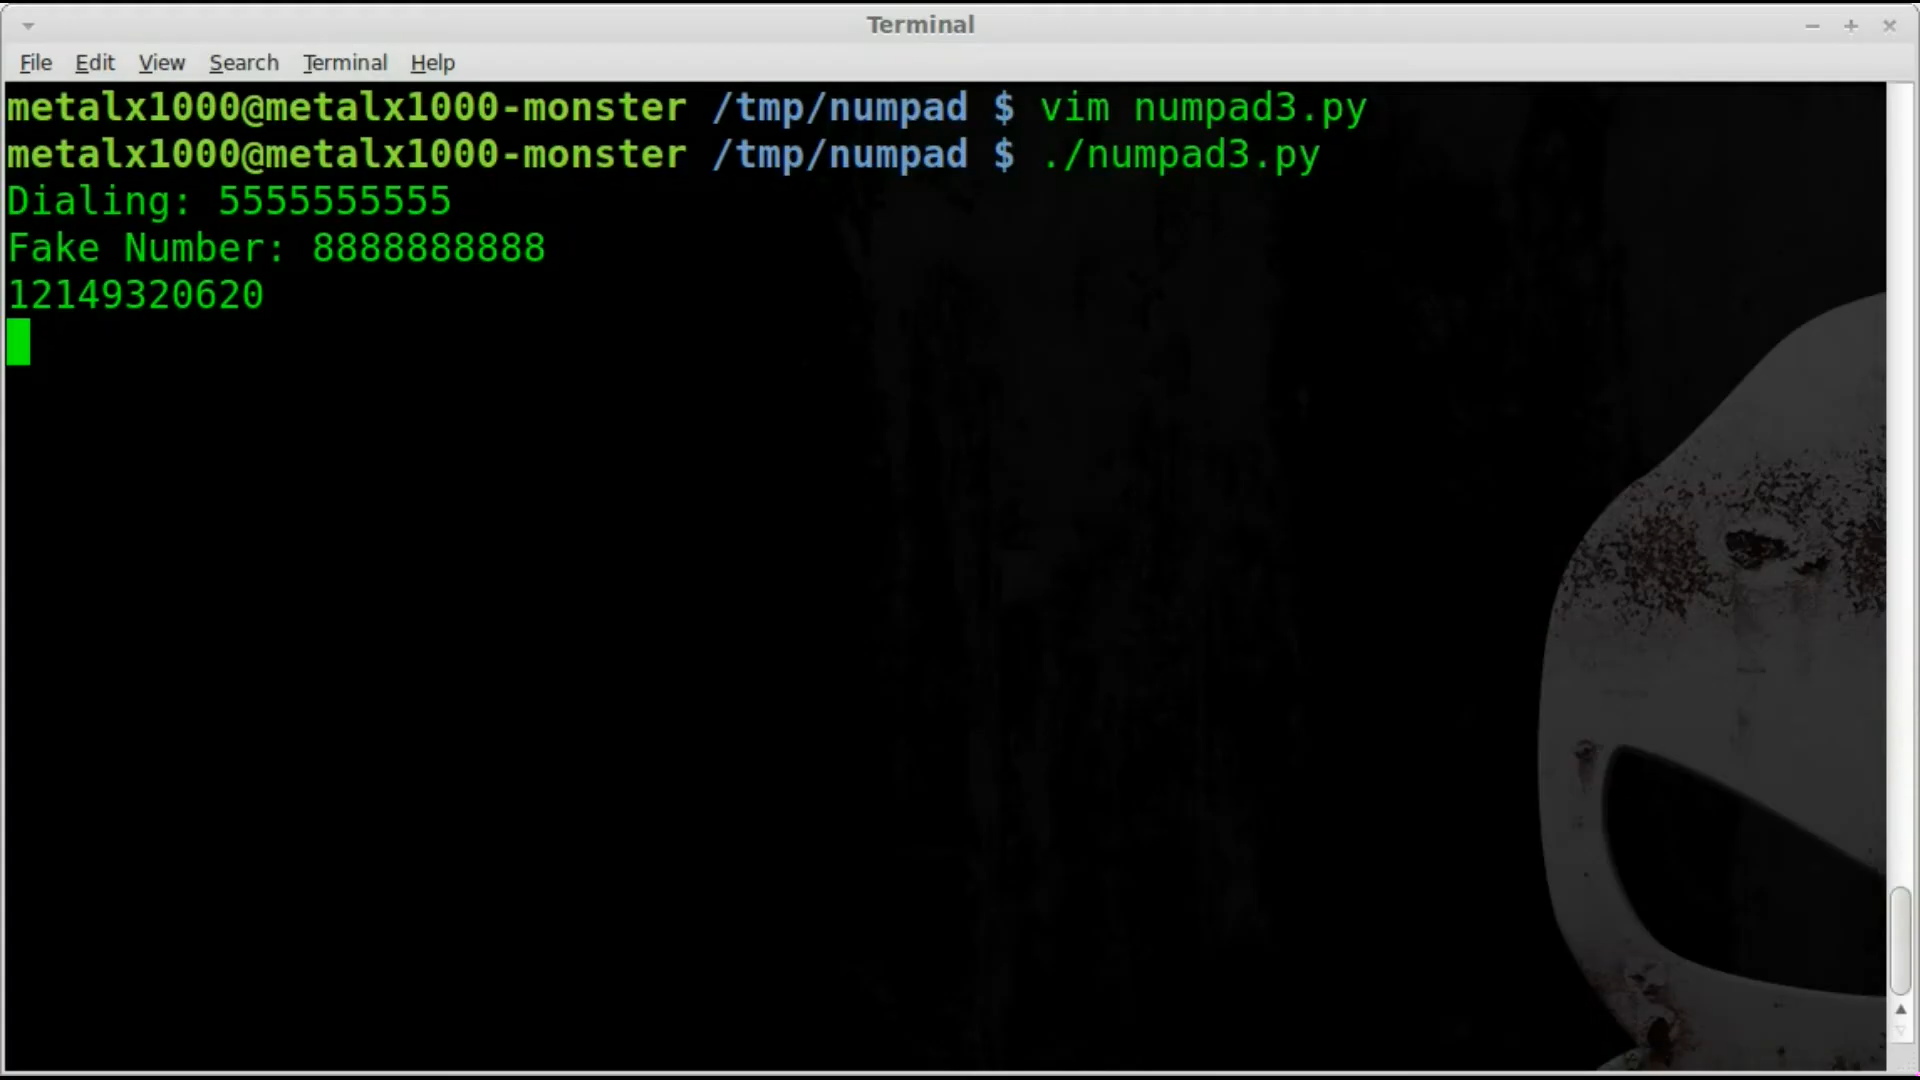 Terminal
File Edit View Search Terminal Help
metalx1000@metalx1000-monster /tmp/numpad $ vim numpad3.py
metalx1000@metalx1000-monster /tmp/numpad $ ./numpad3.py
Dialing: 5555555555
Fake Number: 8888888888
12149320620